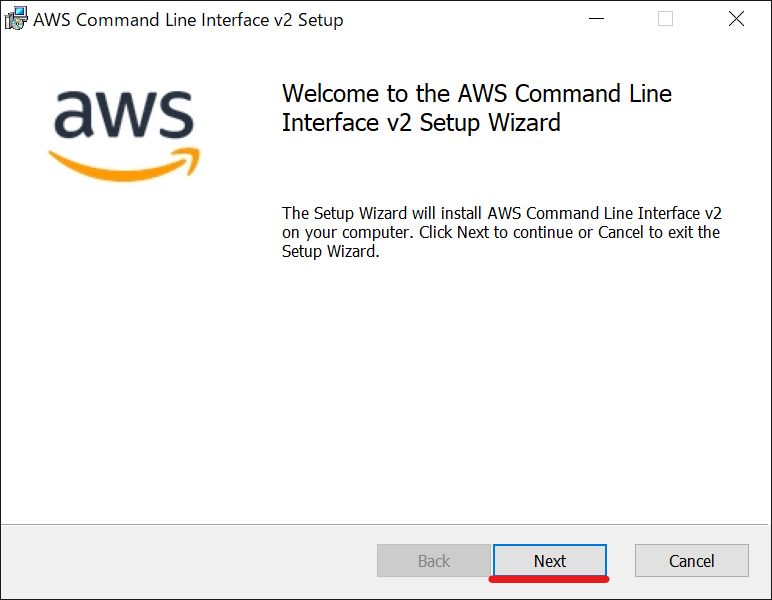 AWS Command Line Interface v2 Setup
aws
Welcome to the AWS Command Line
Interface v2 Setup Wizard
The Setup Wizard will install AWS Command Line Interface v2
on your computer. Click Next to continue or Cancel to exit the
Setup Wizard.
Back
Next
Cancel